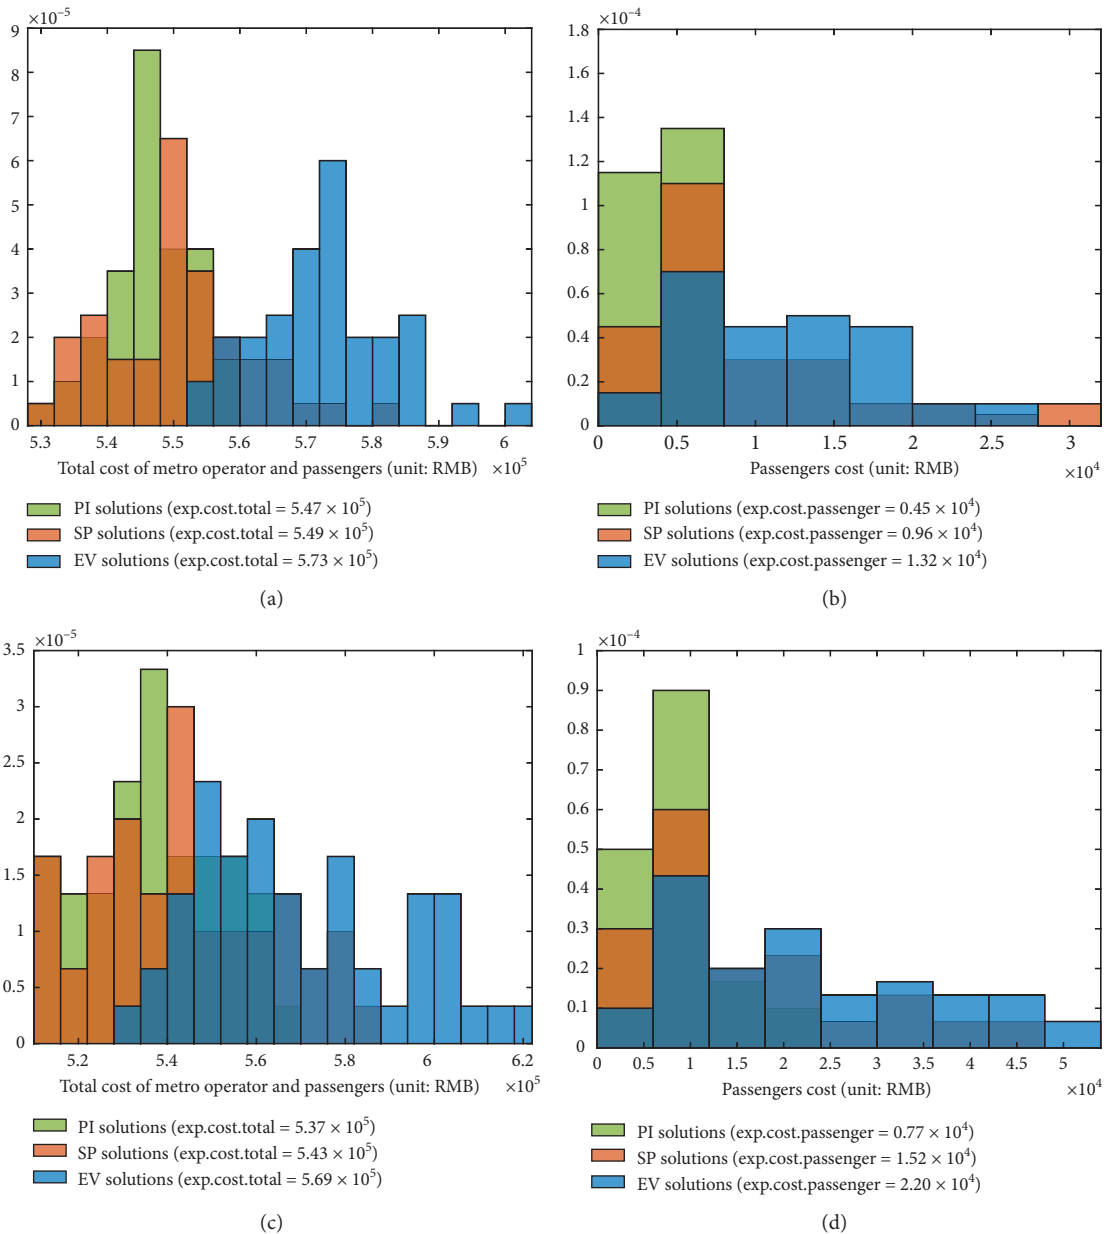 ×10⁻⁵
9
8
7
6
5
4
3
2
1
0
5.3 5.4 5.5 5.6 5.7 5.8 5.9 6
Total cost of metro operator and passengers (unit: RMB) ×10⁵
PI solutions (exp.cost.total = 5.47 × 10⁵)
SP solutions (exp.cost.total = 5.49 × 10⁵)
EV solutions (exp.cost.total = 5.73 × 10⁵)
(a)
×10⁻⁴
1.8
1.6
1.4
1.2
1
0.8
0.6
0.4
0.2
0
0 0.5 1 1.5 2 2.5 3
Passengers cost (unit: RMB)
×10⁴
PI solutions (exp.cost.passenger = 0.45 × 10⁴)
SP solutions (exp.cost.passenger = 0.96 × 10⁴)
EV solutions (exp.cost.passenger = 1.32 × 10⁴)
(b)
×10⁻⁵
3.5
3
2.5
2
1.5
1
0.5
0
5.2 5.4 5.6 5.8 6 6.2
Total cost of metro operator and passengers (unit: RMB) ×10⁵
PI solutions (exp.cost.total = 5.37 × 10⁵)
SP solutions (exp.cost.total = 5.43 × 10⁵)
EV solutions (exp.cost.total = 5.69 × 10⁵)
(c)
×10⁻⁴
1
0.9
0.8
0.7
0.6
0.5
0.4
0.3
0.2
0.1
0
0 0.5 1 1.5 2 2.5 3 3.5 4 4.5 5
Passengers cost (unit: RMB) ×10⁴
PI solutions (exp.cost.passenger = 0.77 × 10⁴)
SP solutions (exp.cost.passenger = 1.52 × 10⁴)
EV solutions (exp.cost.passenger = 2.20 × 10⁴)
(d)